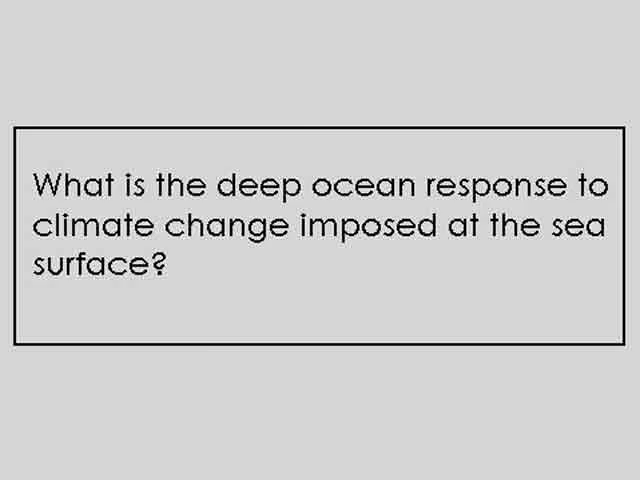 What is the deep ocean response to
climate change imposed at the sea
surface?